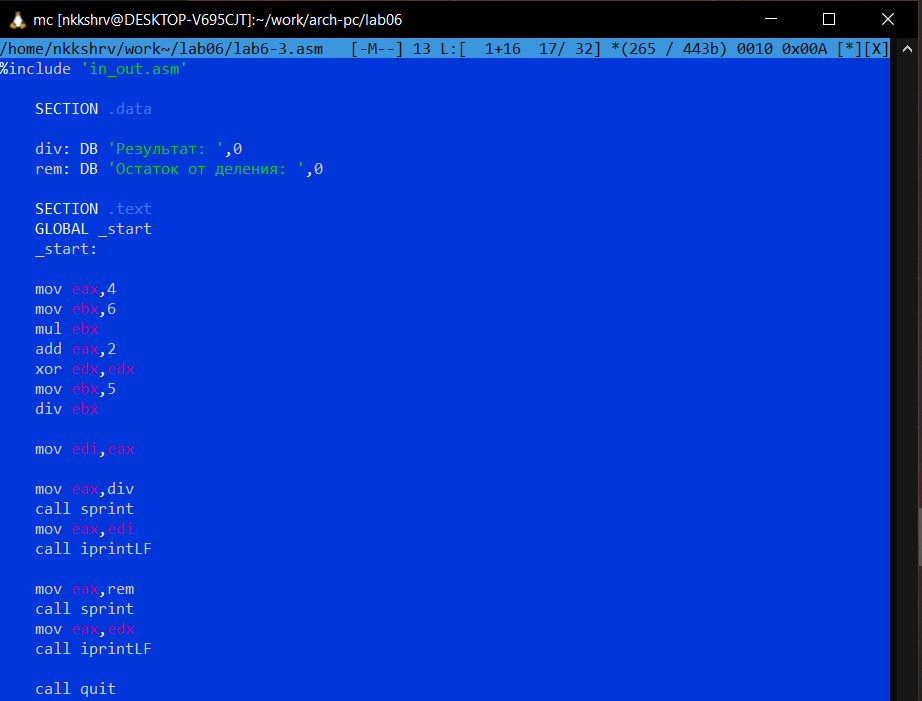 mc [nkkshrv@DESKTOP-V695CJT]:~/work/arch-pc/lab06
/home/nkkshrv/work~/lab06/lab6-3.asm   [-M--] 13 L:[  1+16  17/ 32] *(265 / 443b) 0010 0x00A [*][X]
%include 'in_out.asm'
SECTION .data
div: DB 'Результат: ',0
rem: DB 'Остаток от деления: ',0
SECTION .text
GLOBAL _start
_start:
mov eax,4
mov ebx,6
mul ebx
add eax,2
xor edx,edx
mov ebx,5
div ebx
mov edi,eax
mov eax,div
call sprint
mov eax,edi
call iprintLF
mov eax,rem
call sprint
mov eax,edx
call iprintLF
call quit